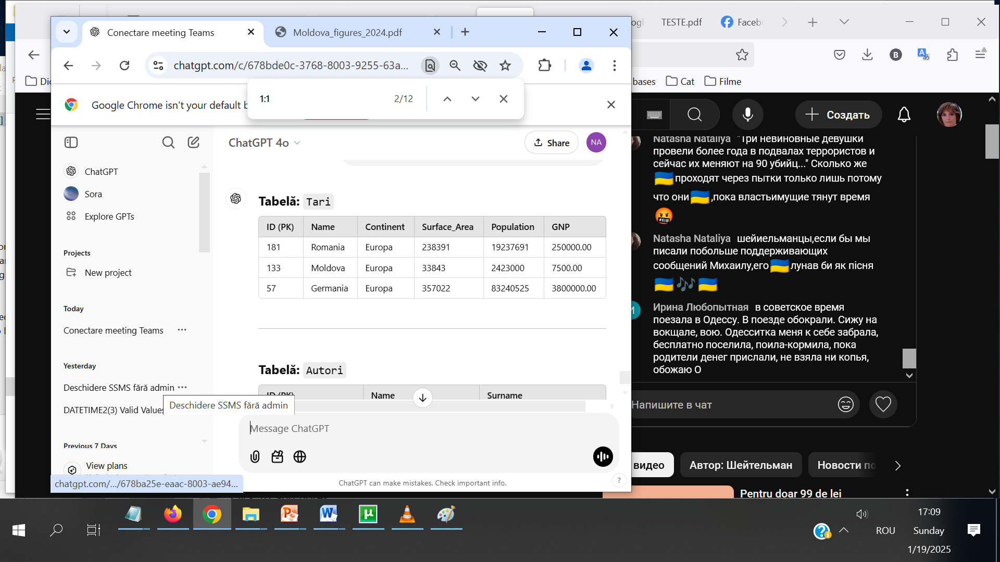 Conectare meeting Teams
Moldova_figures_2024.pdf
TESTE.pdf
Faceb
chatgpt.com/c/678bde0c-3768-8003-9255-63a...
1:1
2/12
Google Chrome isn't your default b
bases
Cat
Filme
ChatGPT 4o
Share
NA
ChatGPT
Sora
Explore GPTs
Projects
New project
Today
Conectare meeting Teams
Yesterday
Deschidere SSMS fără admin
DATETIME2(3) Valid Values
Deschidere SSMS fără admin
Previous 7 Days
View plans
chatgpt.com/.../678ba25e-eaac-8003-ae94...
Tabelă: Tari
ID (PK) Name Continent Surface_Area Population GNP
181 Romania Europa 238391 19237691 250000.00
133 Moldova Europa 33843 2423000 7500.00
57 Germania Europa 357022 83240525 3800000.00
Tabelă: Autori
ID (PK) Name Surname
Message ChatGPT
ChatGPT can make mistakes. Check important info.
?
Создать
Natasha Nataliya "Три невиновные девушки
провели более года в подвалах террористов и
сейчас их меняют на 90 убийц..." Сколько же
🇺🇦проходят через пытки только лишь потому
что они🇺🇦,пока властьимущие тянут время
🤬
Natasha Nataliya шейиельманцы,если бы мы
писали побольше поддерживающих
сообщений Михаилу,его🇺🇦лунав би як пісня
🇺🇦🎶🇺🇦
Ирина Любопытная в советское время
поезала в Одессу. В поезде обокрали. Сижу на
вокщале, вою. Одесситка меня к себе забрала,
бесплатно поселила, поила-кормила, пока
родители денег прислали, не взяла ни копья,
обожаю О
Напишите в чат
видео
Автор: Шейтельман
Новости по
Pentru doar 99 de lei
17:09
ROU
Sunday
1/19/2025